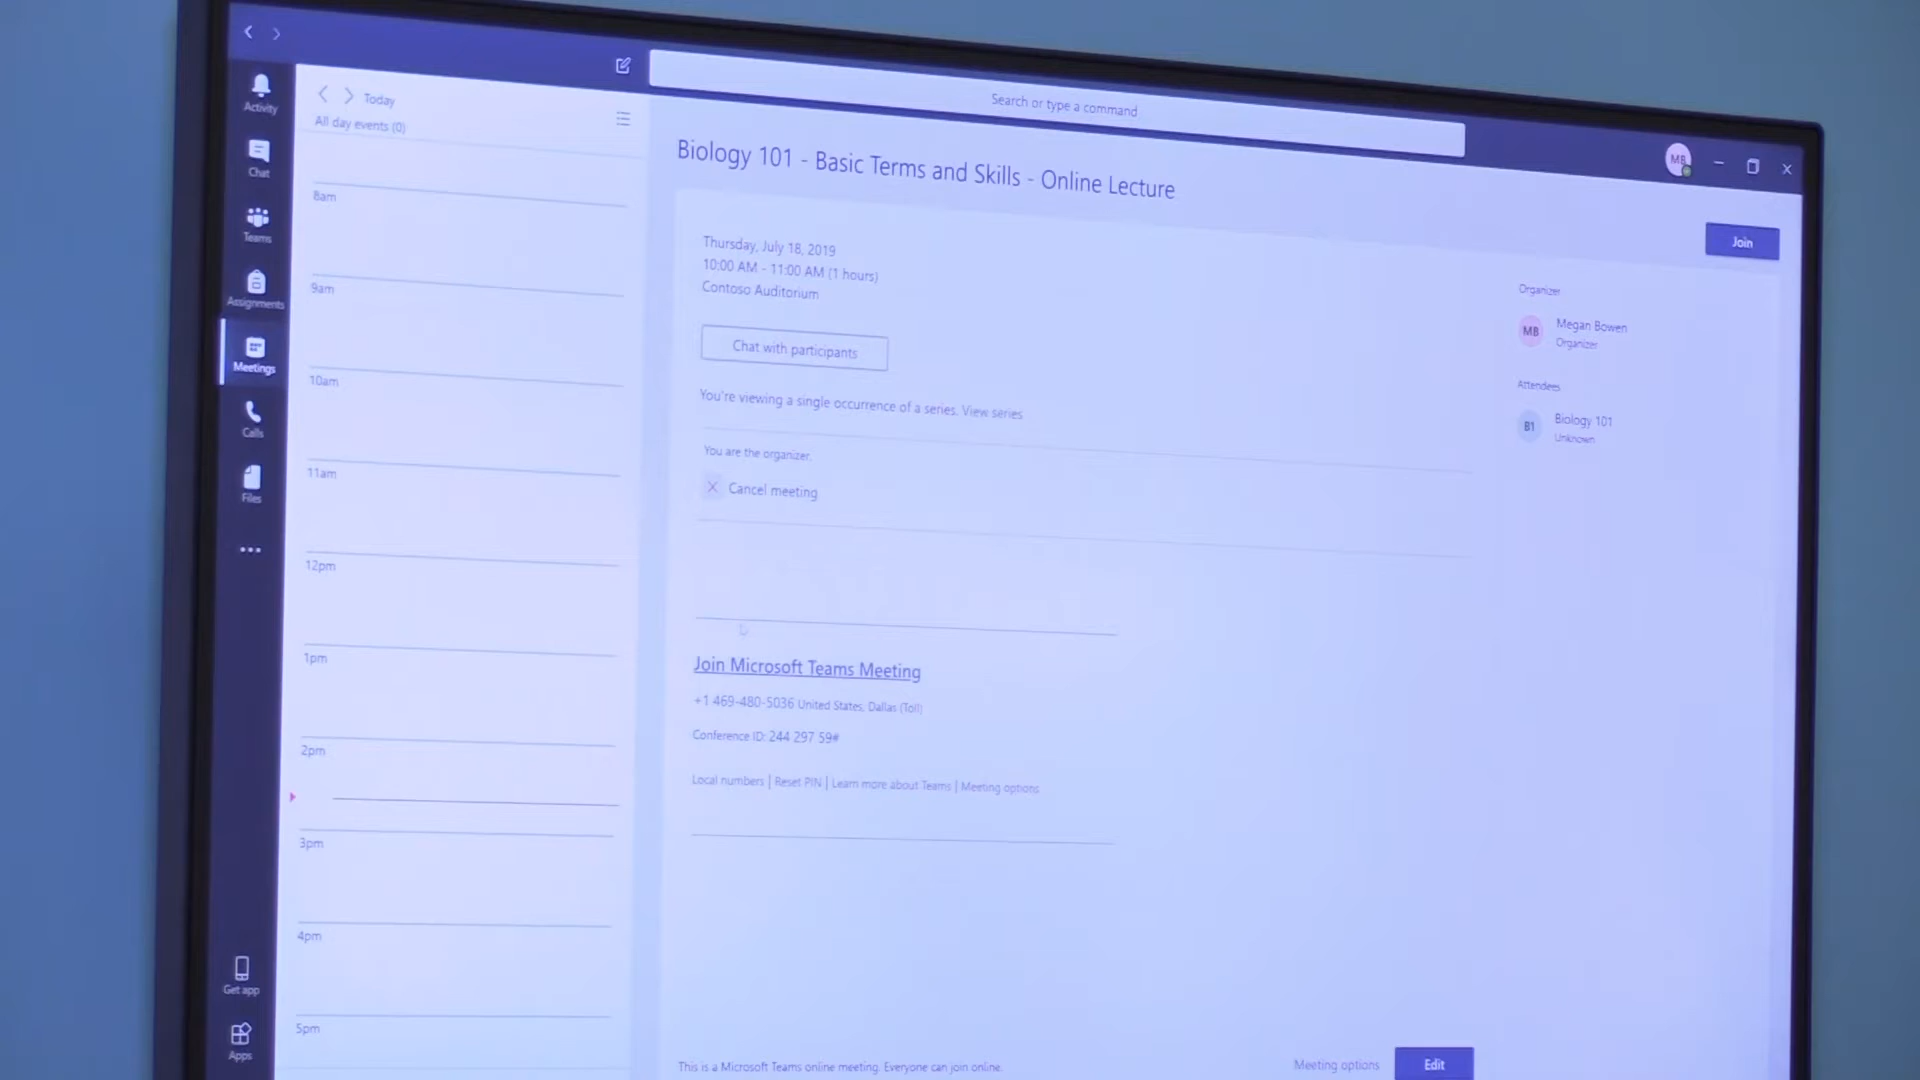 Search or type a command
MB
Activity
Chat
Teams
Assignments
Meetings
Calls
Files
Get app
Apps
Today
All day events (0)
8am
9am
10am
11am
12pm
1pm
2pm
3pm
4pm
5pm
Biology 101 - Basic Terms and Skills - Online Lecture
Join
Thursday, July 18, 2019
10:00 AM - 11:00 AM (1 hours)
Contoso Auditorium
Chat with participants
You're viewing a single occurrence of a series. View series
You are the organizer.
Cancel meeting
Join Microsoft Teams Meeting
+1 469-480-5036 United States, Dallas (Toll)
Conference ID: 244 297 59#
Local numbers | Reset PIN | Learn more about Teams | Meeting options
This is a Microsoft Teams online meeting. Everyone can join online.
Meeting options
Edit
Organizer
MB
Megan Bowen
Organizer
Attendees
B1
Biology 101
Unknown